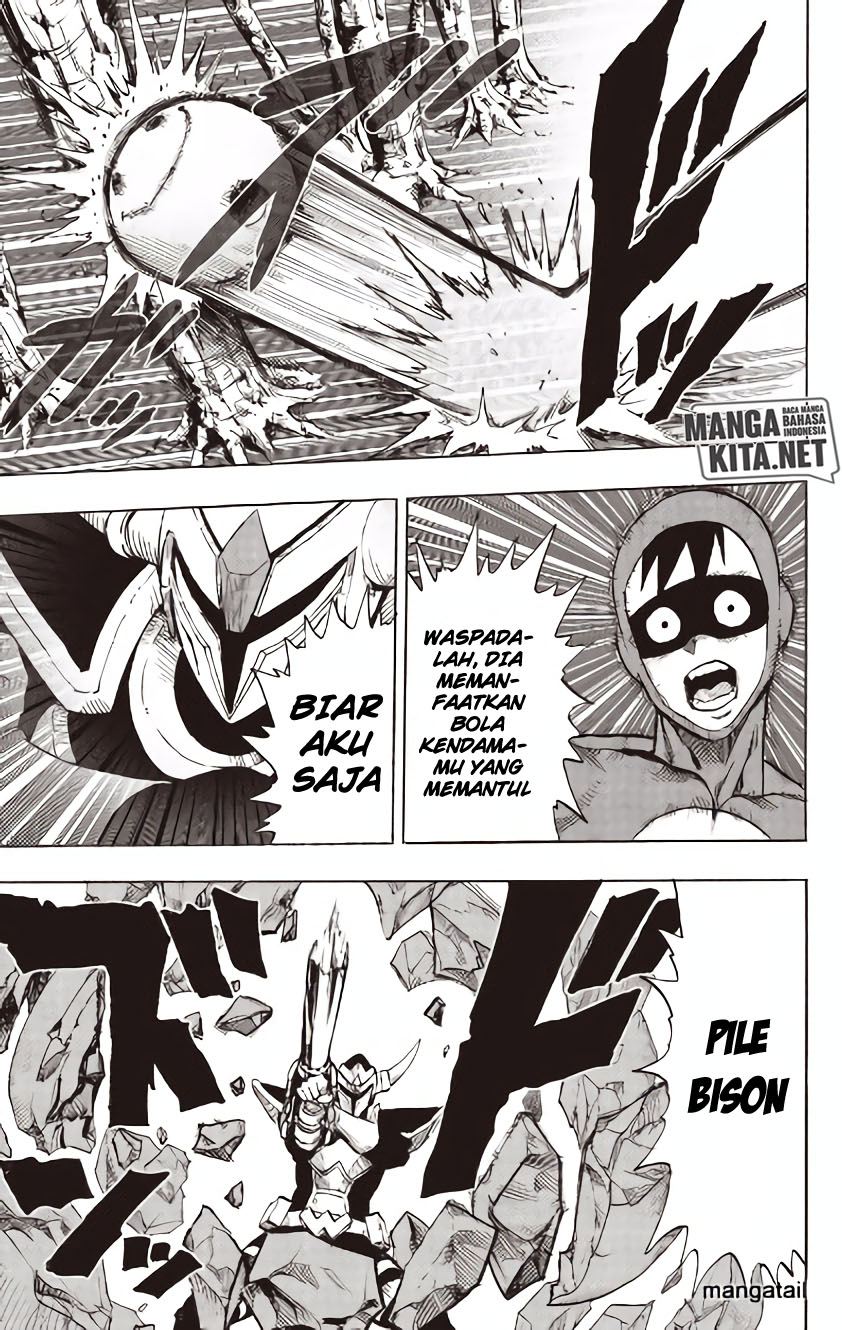 MANGA
BACA MANGA
BAHASA
INDONESIA
KITA.NET
WASPADA-
LAH, DIA
MEMAN-
FAATKAN
BOLA
KENDAMA-
MU YANG
MEMANTUL
BIAR
AKU
SAJA
PILE
BISON
mangatail